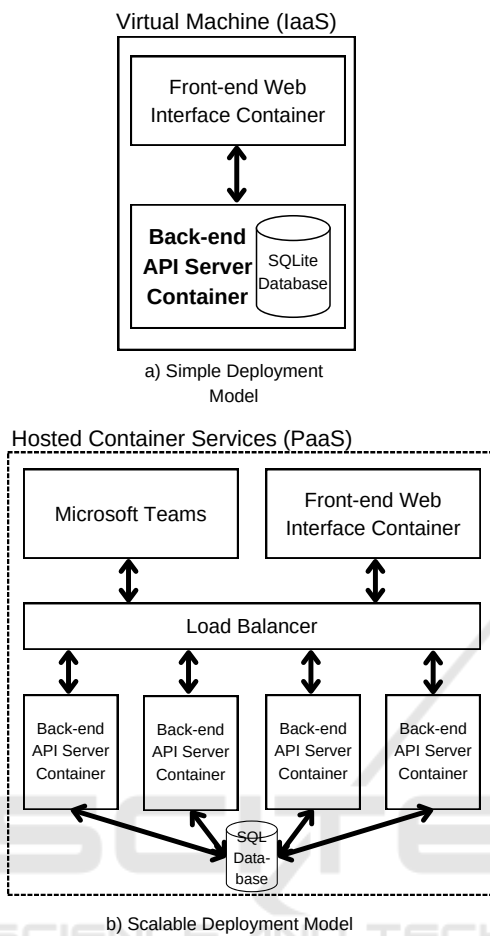 Virtual Machine (IaaS)
Front-end Web
Interface Container
Back-end
API Server
Container
SQLite
Database
a) Simple Deployment
Model
Hosted Container Services (PaaS)
Microsoft Teams
Front-end Web
Interface Container
Load Balancer
Back-end
API Server
Container
Back-end
API Server
Container
Back-end
API Server
Container
Back-end
API Server
Container
SQL
Data-
base
b) Scalable Deployment Model